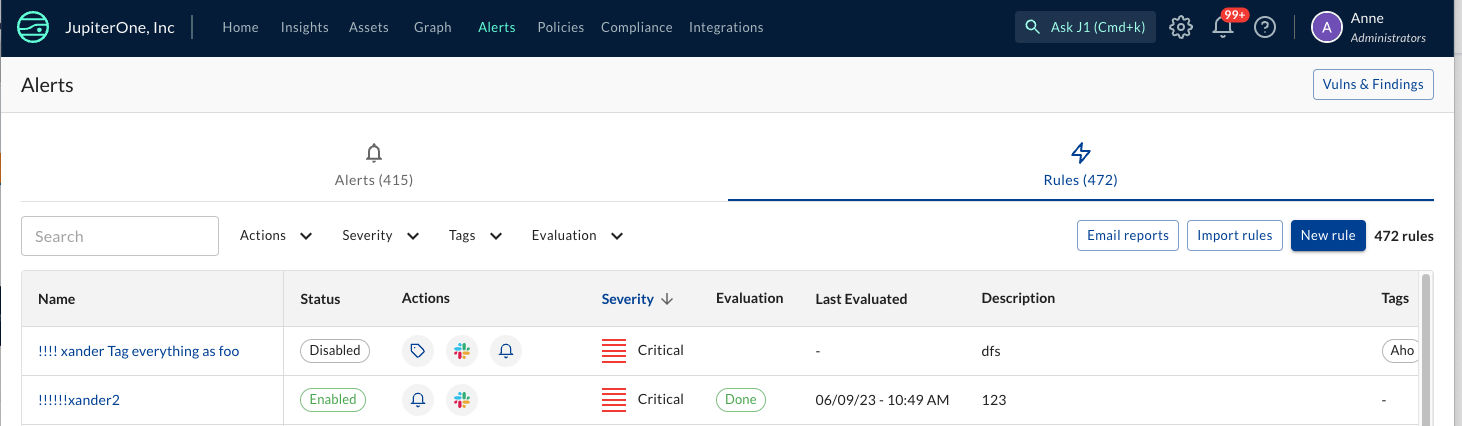 JupiterOne, Inc Home Insights Assets Graph Alerts Policies Compliance Integrations Ask J1 (Cmd+k) 99+ A Anne
Administrators
Alerts Vulns & Findings
Alerts (415) Rules (472)
Search Actions Severity Tags Evaluation Email reports Import rules New rule 472 rules
Name Status Actions Severity Evaluation Last Evaluated Description Tags
!!!! xander Tag everything as foo Disabled Critical - dfs Aho
!!!!!!xander2 Enabled Critical Done 06/09/23 - 10:49 AM 123 -